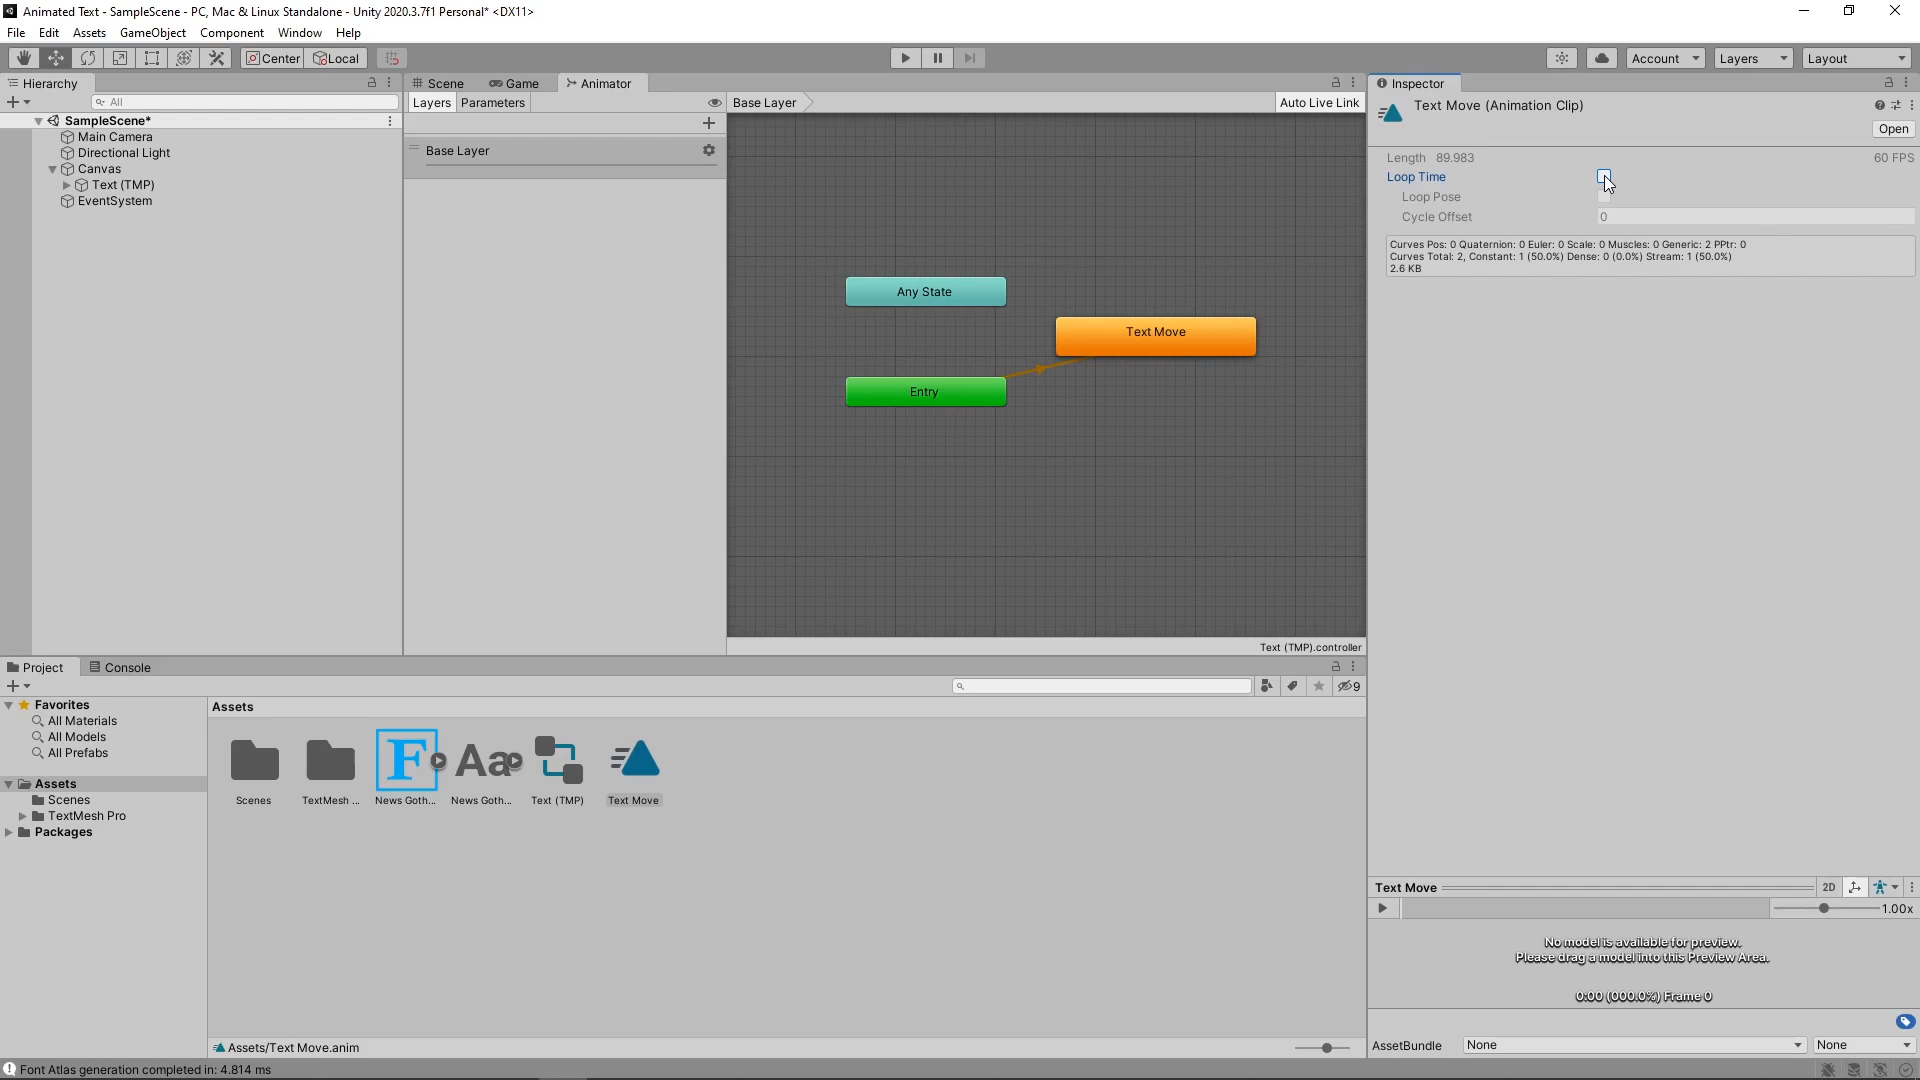 Animated Text - SampleScene - PC, Mac & Linux Standalone - Unity 2020.3.7f1 Personal* <DX11>
File Edit Assets GameObject Component Window Help
Center Local Account Layers Layout
Hierarchy
All
SampleScene*
Main Camera
Directional Light
Canvas
Text (TMP)
EventSystem
Scene Game Animator
Layers Parameters Base Layer Auto Live Link
Base Layer
Any State
Text Move
Entry
Text (TMP).controller
Inspector
Text Move (Animation Clip)
Open
Length 89.983 60 FPS
Loop Time
Loop Pose
Cycle Offset 0
Curves Pos: 0 Quaternion: 0 Euler: 0 Scale: 0 Muscles: 0 Generic: 2 PPtr: 0
Curves Total: 2, Constant: 1 (50.0%) Dense: 0 (0.0%) Stream: 1 (50.0%)
2.6 KB
Project Console
9
Favorites
All Materials
All Models
All Prefabs
Assets
Scenes
TextMesh Pro
Packages
Assets
F Aa
Scenes TextMesh ... News Goth... News Goth... Text (TMP) Text Move
Assets/Text Move.anim
Text Move 2D
1.00x
No model is available for preview.
Please drag a model into this Preview Area.
0:00 (000.0%) Frame 0
AssetBundle None None
Font Atlas generation completed in: 4.814 ms